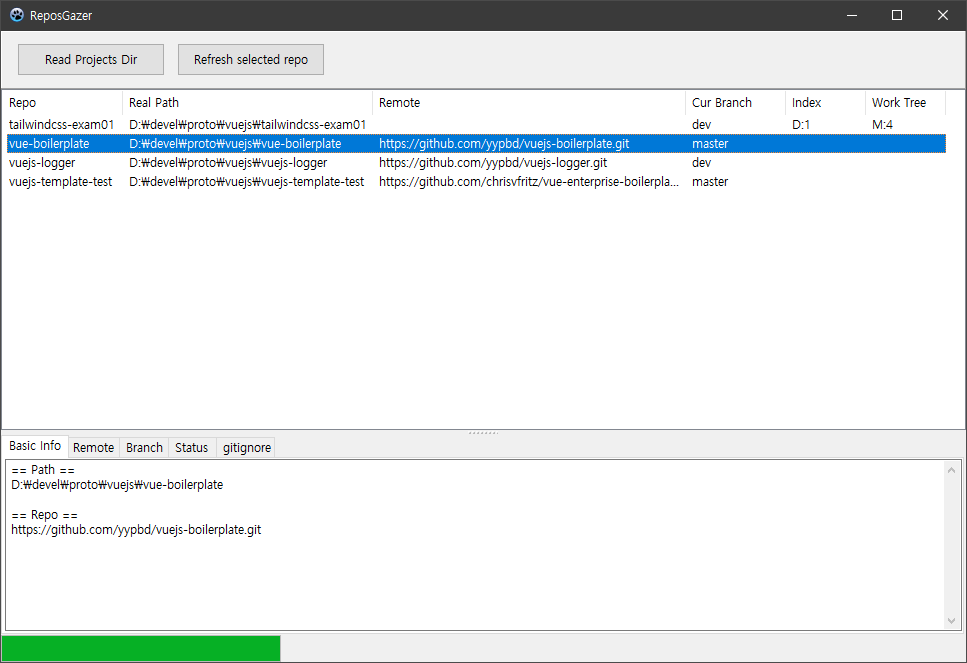 ReposGazer
Read Projects Dir Refresh selected repo
Repo Real Path Remote Cur Branch Index Work Tree
tailwindcss-exam01 D:₩devel₩proto₩vuejs₩tailwindcss-exam01 dev D:1 M:4
vue-boilerplate D:₩devel₩proto₩vuejs₩vue-boilerplate https://github.com/yypbd/vuejs-boilerplate.git master
vuejs-logger D:₩devel₩proto₩vuejs₩vuejs-logger https://github.com/yypbd/vuejs-logger.git dev
vuejs-template-test D:₩devel₩proto₩vuejs₩vuejs-template-test https://github.com/chrisvfritz/vue-enterprise-boilerpla... master
Basic Info Remote Branch Status gitignore
== Path ==
D:₩devel₩proto₩vuejs₩vue-boilerplate
== Repo ==
https://github.com/yypbd/vuejs-boilerplate.git